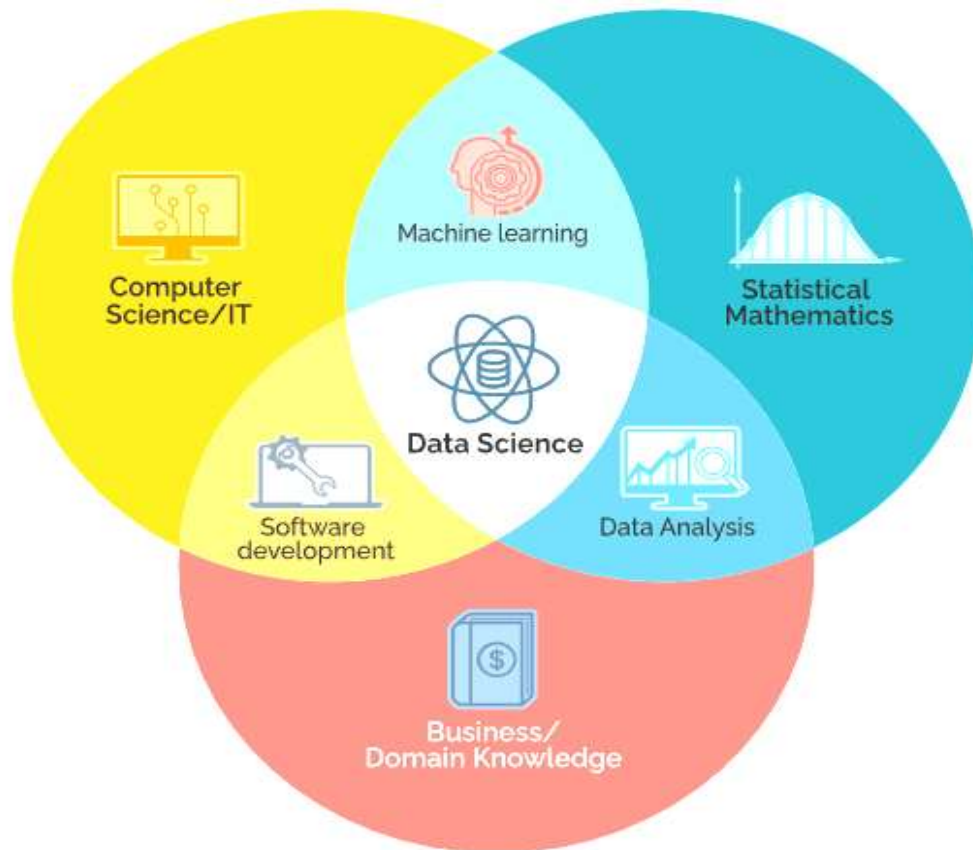 Machine learning
Computer
Science/IT
Statistical
Mathematics
Data Science
Software
development
Data Analysis
$
Business/
Domain Knowledge